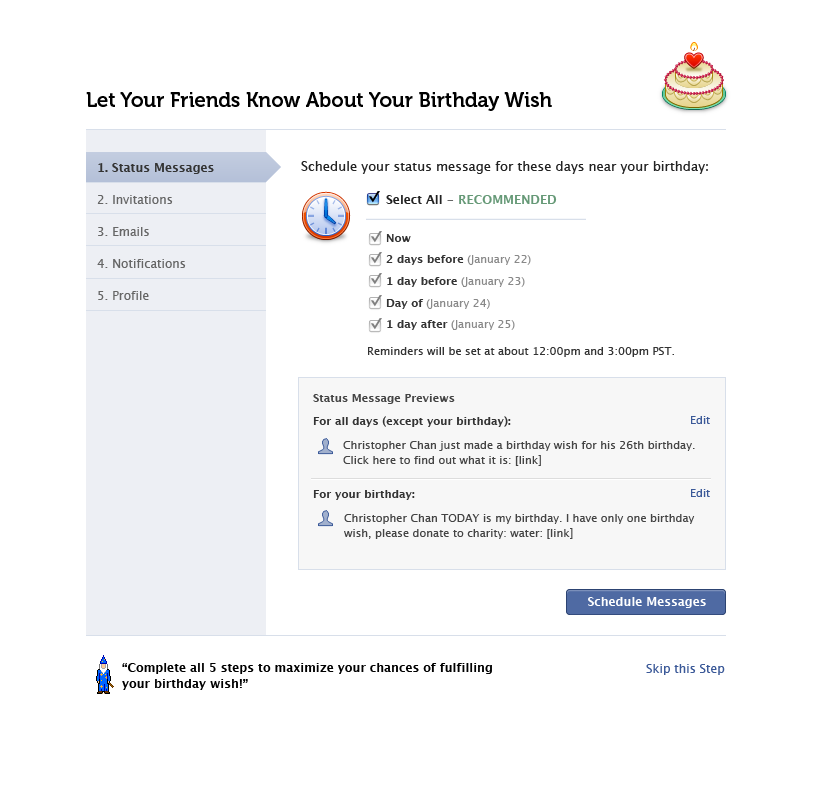 Let Your Friends Know About Your Birthday Wish
1. Status Messages
2. Invitations
3. Emails
4. Notifications
5. Profile
Schedule your status message for these days near your birthday:
Select All – RECOMMENDED
Now
2 days before (January 22)
1 day before (January 23)
Day of (January 24)
1 day after (January 25)
Reminders will be set at about 12:00pm and 3:00pm PST.
Status Message Previews
For all days (except your birthday): Edit
Christopher Chan just made a birthday wish for his 26th birthday.
Click here to find out what it is: [link]
For your birthday: Edit
Christopher Chan TODAY is my birthday. I have only one birthday
wish, please donate to charity: water: [link]
Schedule Messages
“Complete all 5 steps to maximize your chances of fulfilling
your birthday wish!”
Skip this Step